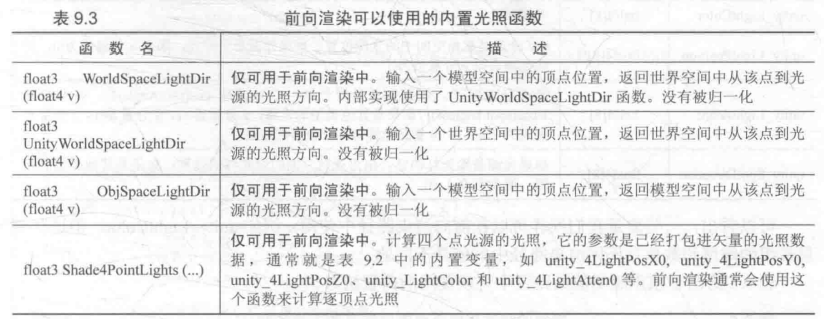 表 9.3 前向渲染可以使用的内置光照函数
函 数 名 描 述
float3 WorldSpaceLightDir
(float4 v)
仅可用于前向渲染中。输入一个模型空间中的顶点位置，返回世界空间中从该点到光
源的光照方向。内部实现使用了 UnityWorldSpaceLightDir 函数。没有被归一化
float3
UnityWorldSpaceLightDir
(float4 v)
仅可用于前向渲染中。输入一个世界空间中的顶点位置，返回世界空间中从该点到光
源的光照方向。没有被归一化
float3 ObjSpaceLightDir
(float4 v)
仅可用于前向渲染中。输入一个模型空间中的顶点位置，返回模型空间中从该点到光
源的光照方向。没有被归一化
float3 Shade4PointLights (...)
仅可用于前向渲染中。计算四个点光源的光照，它的参数是已经打包进矢量的光照数
据，通常就是表 9.2 中的内置变量，如 unity_4LightPosX0, unity_4LightPosY0,
unity_4LightPosZ0、unity_LightColor 和 unity_4LightAtten0 等。前向渲染通常会使用这
个函数来计算逐顶点光照